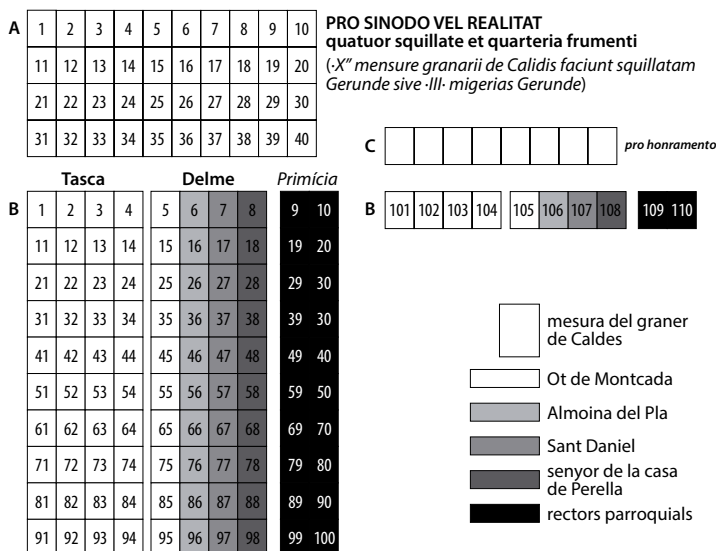 A 1 2 3 4 5 6 7 8 9 10
11 12 13 14 15 16 17 18 19 20
21 22 23 24 25 26 27 28 29 30
31 32 33 34 35 36 37 38 39 40
PRO SINODO VEL REALITAT
quatuor squillate et quarteria frumenti
(·X” mensure granarii de Calidis faciunt squillatam
Gerunde sive ·III· migerias Gerunde)
C pro honramento
Tasca Delme Primícia
B 1 2 3 4 5 6 7 8 9 10
11 12 13 14 15 16 17 18 19 20
21 22 23 24 25 26 27 28 29 30
31 32 33 34 35 36 37 38 39 30
41 42 43 44 45 46 47 48 49 40
51 52 53 54 55 56 57 58 59 50
61 62 63 64 65 66 67 68 69 70
71 72 73 74 75 76 77 78 79 80
81 82 83 84 85 86 87 88 89 90
91 92 93 94 95 96 97 98 99 100
B 101 102 103 104 105 106 107 108 109 110
mesura del graner
de Caldes
Ot de Montcada
Almoina del Pla
Sant Daniel
senyor de la casa
de Perella
rectors parroquials